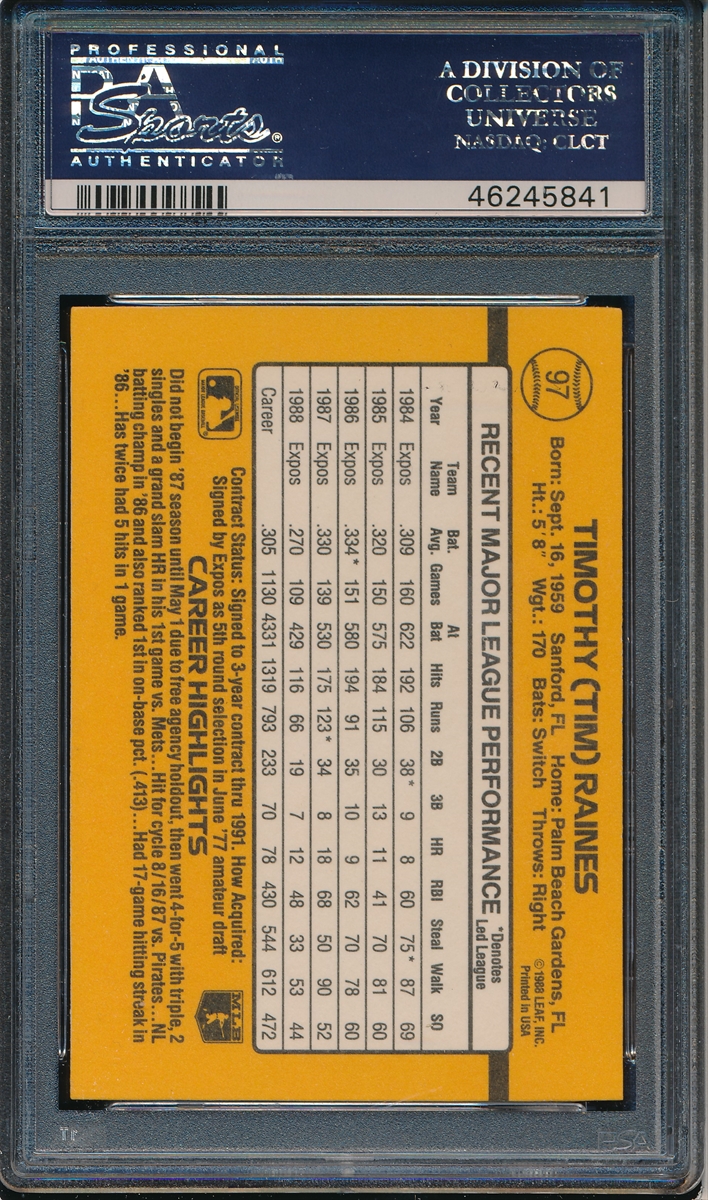 PROFESSIONAL
PSA
Sports®
AUTHENTICATOR
A DIVISION OF
COLLECTORS
UNIVERSE
NASDAQ: CLCT
46245841
97
TIMOTHY (TIM) RAINES
Born: Sept. 16, 1959 Sanford, FL Home: Palm Beach Gardens, FL
Ht.: 5'8" Wgt.: 170 Bats: Switch Throws: Right
©1988 LEAF, INC.
Printed in USA
RECENT MAJOR LEAGUE PERFORMANCE
*Denotes
Led League
Year Team Name Bat. Avg. Games At Bat Hits Runs 2B 3B HR RBI Steal Walk SO
1984 Expos .309 160 622 192 106 38* 9 8 60 75* 87 69
1985 Expos .320 150 575 184 115 30 13 11 41 70 81 60
1986 Expos .334* 151 580 194 91 35 10 9 62 70 78 60
1987 Expos .330 139 530 175 123* 34 8 18 68 50 90 52
1988 Expos .270 109 429 116 66 19 7 12 48 33 53 44
Career .305 1130 4331 1319 793 233 70 78 430 544 612 472
Contract Status: Signed to 3-year contract thru 1991. How Acquired:
Signed by Expos as 5th round selection in June '77 amateur draft
MLB
CAREER HIGHLIGHTS
Did not begin '87 season until May 1 due to free agency holdout, then went 4-for-5 with triple, 2
singles and a grand slam HR in his 1st game vs. Mets...Hit for cycle 8/16/87 vs. Pirates...NL
batting champ in '86 and also ranked 1st in on-base pct. (.413)...Had 17-game hitting streak in
'86...Has twice had 5 hits in 1 game.
PSA